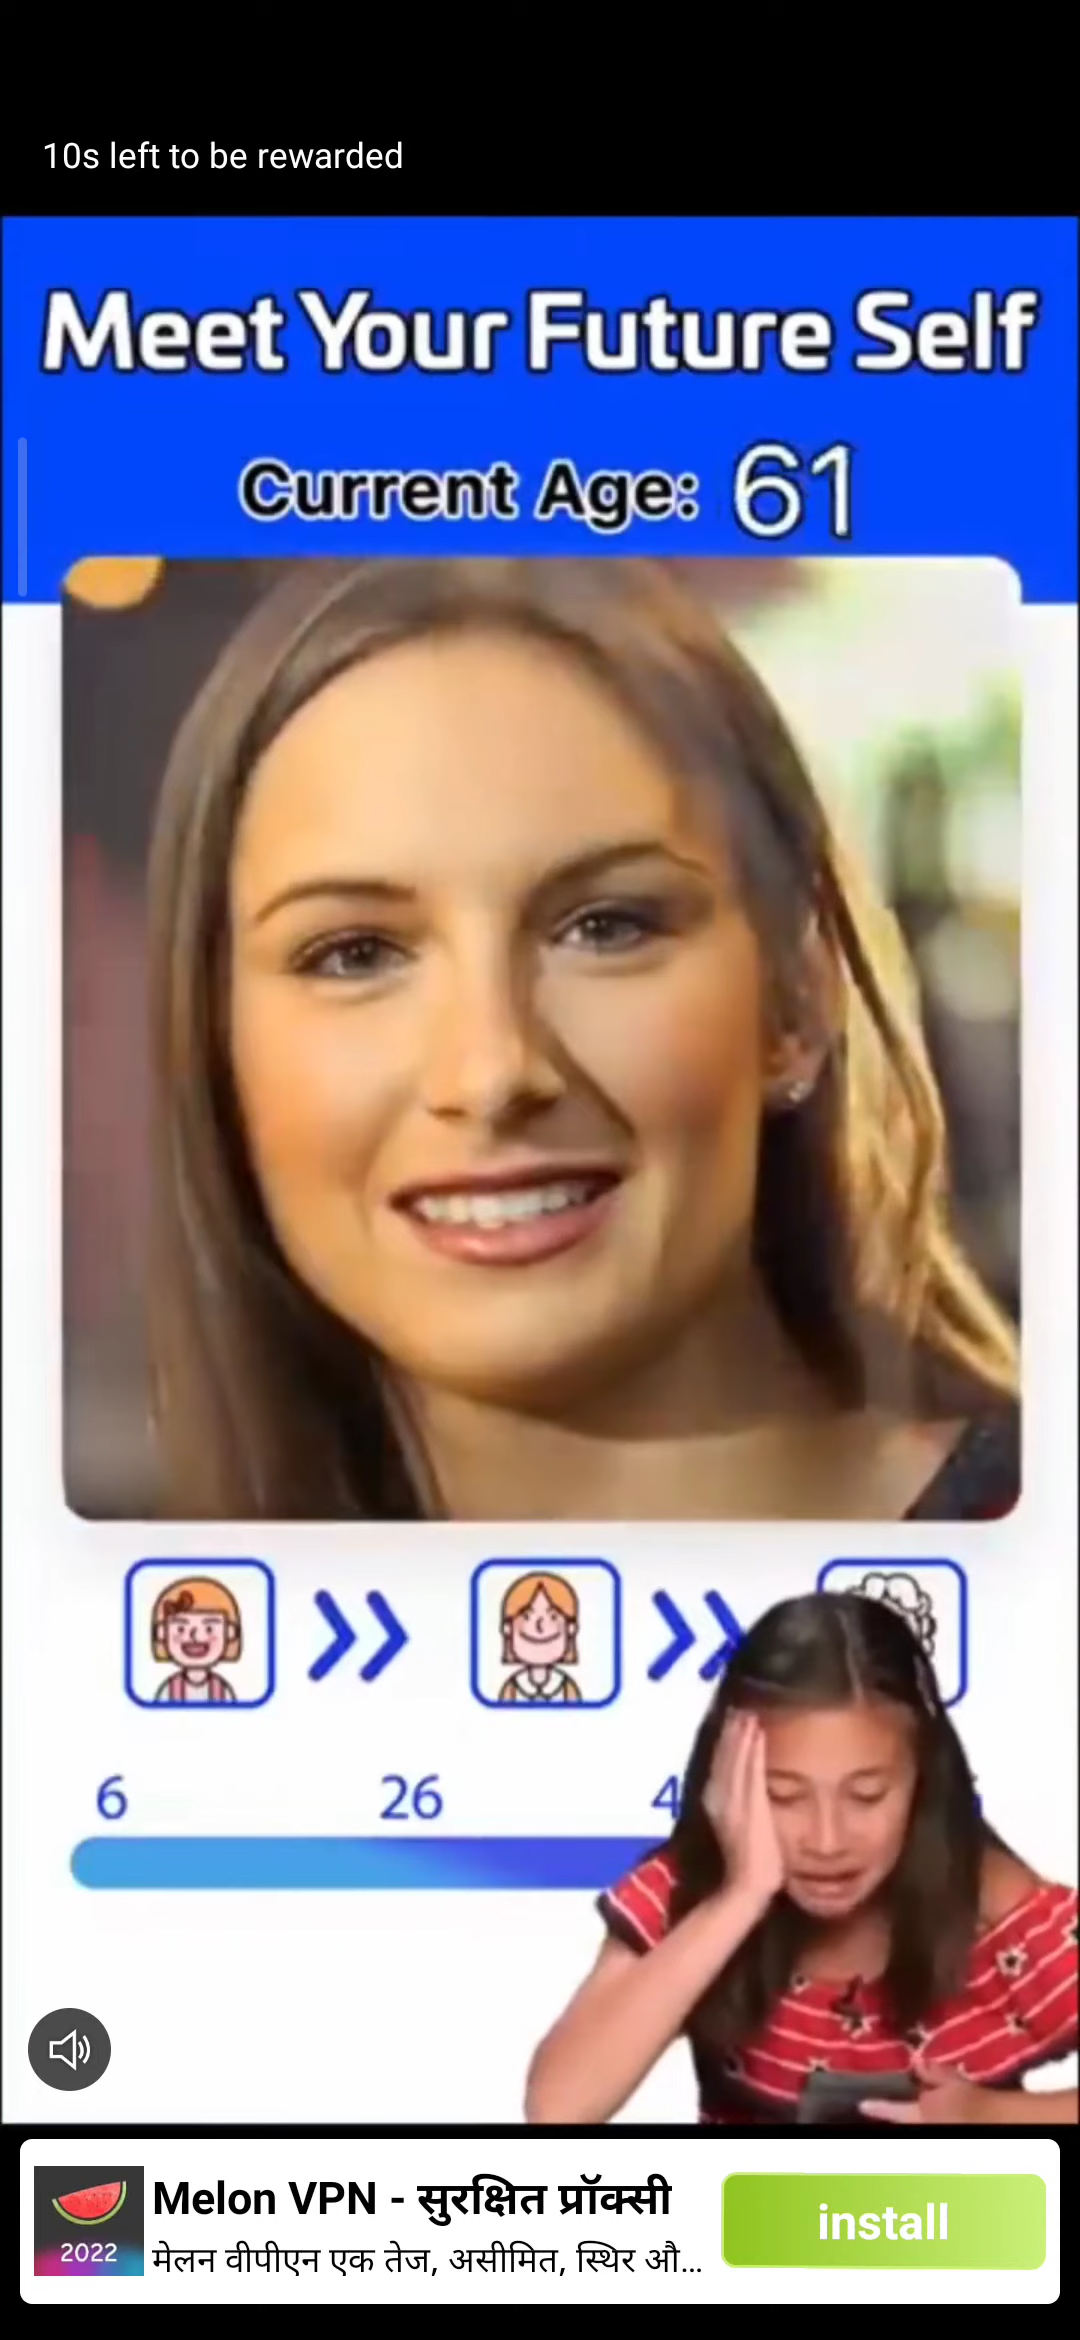 10s left to be rewarded
Meet Your Future Self
Current Age: 61
6 26 4
2022
Melon VPN - सुरक्षित प्रॉक्सी
मेलन वीपीएन एक तेज, असीमित, स्थिर औ...
install